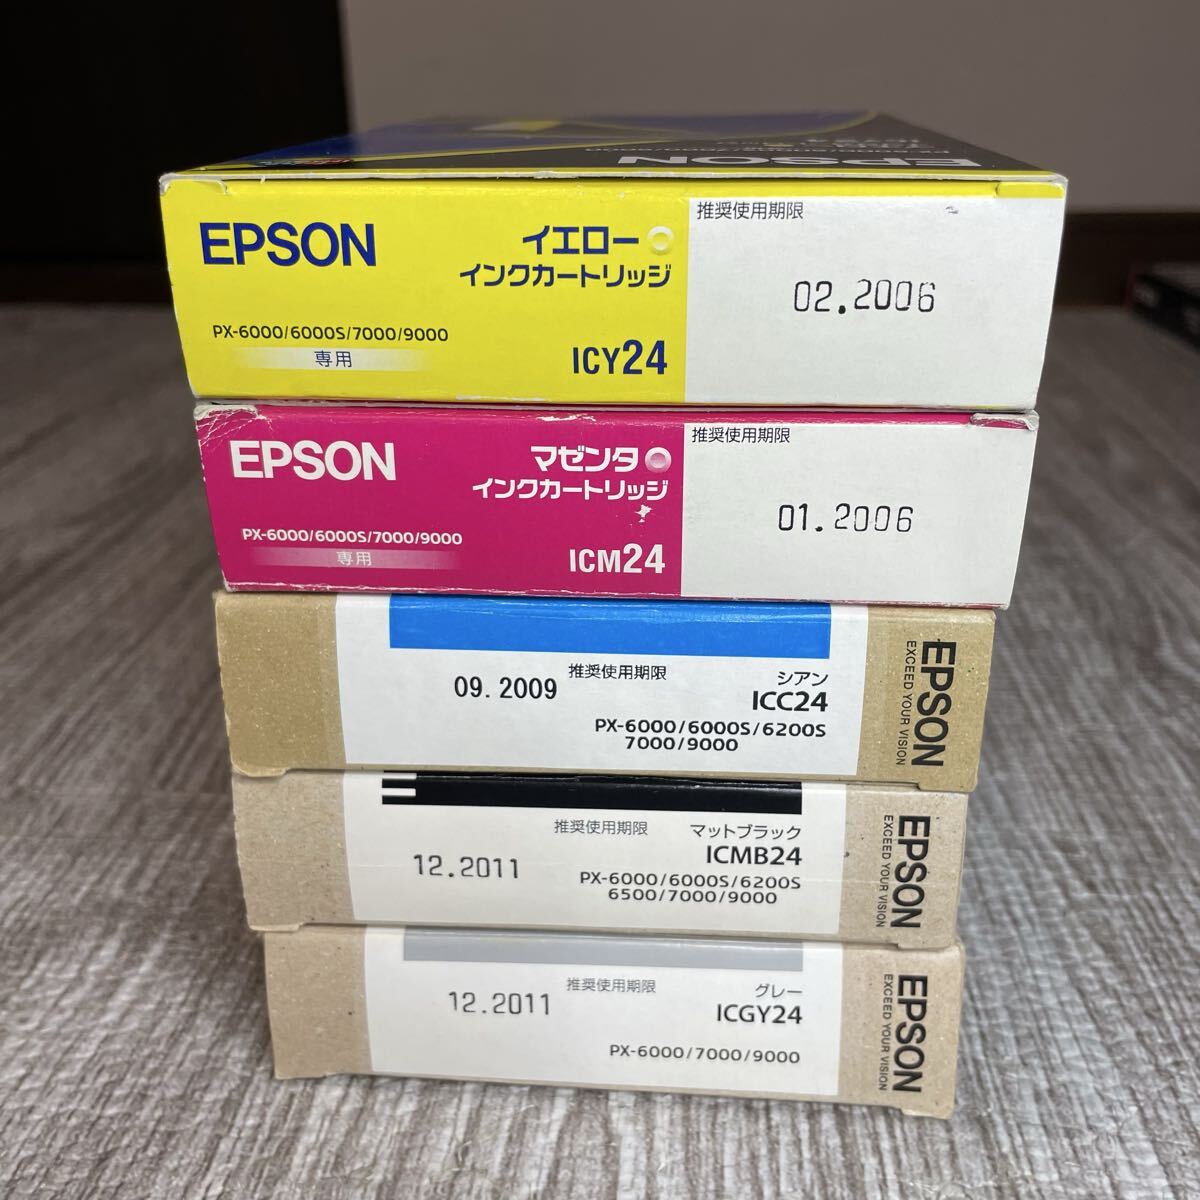 EPSON
EPSON
イエロー
インクカートリッジ
PX-6000/6000S/7000/9000
専用
ICY24
推奨使用期限
02.2006
EPSON
マゼンタ
インクカートリッジ
PX-6000/6000S/7000/9000
専用
ICM24
推奨使用期限
01.2006
推奨使用期限
09.2009
シアン
ICC24
PX-6000/6000S/6200S
7000/9000
EPSON
EXCEED YOUR VISION
推奨使用期限
12.2011
マットブラック
ICMB24
PX-6000/6000S/6200S
6500/7000/9000
EPSON
EXCEED YOUR VISION
推奨使用期限
12.2011
グレー
ICGY24
PX-6000/7000/9000
EPSON
EXCEED YOUR VISION